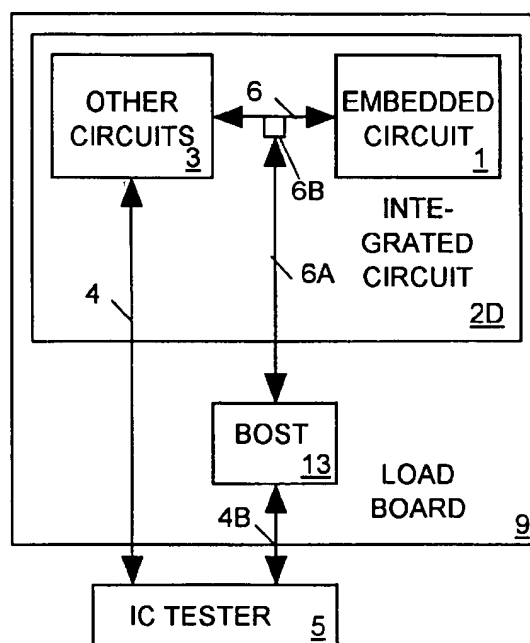 OTHER
CIRCUITS
3
6
EMBEDDED
CIRCUIT
1
6B
INTE-
GRATED
CIRCUIT
2D
4
6A
BOST
13
LOAD
BOARD
9
4B
IC TESTER
5